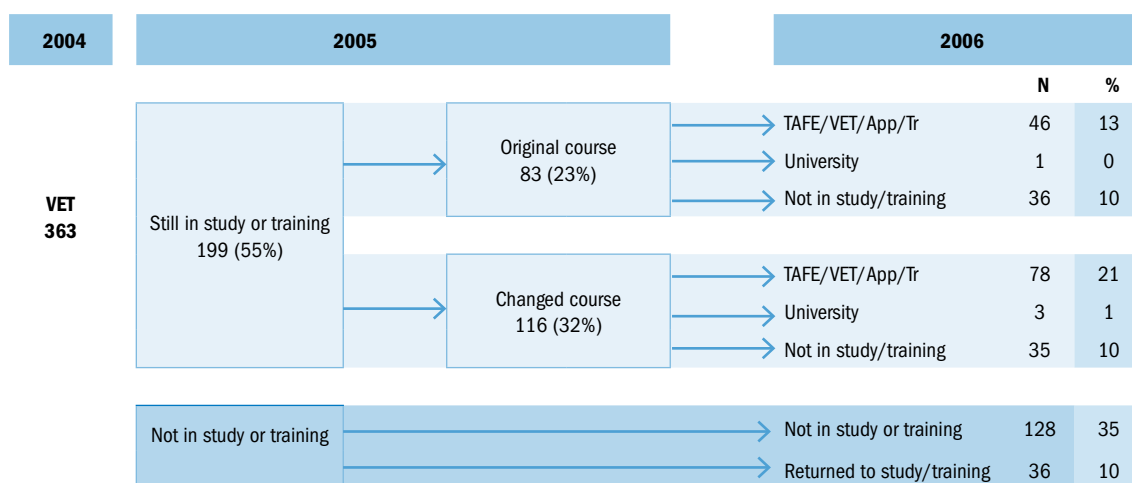 2004 2005 2006
N %
VET
363
Still in study or training
199 (55%)
Original course
83 (23%)
TAFE/VET/App/Tr 46 13
University 1 0
Not in study/training 36 10
Changed course
116 (32%)
TAFE/VET/App/Tr 78 21
University 3 1
Not in study/training 35 10
Not in study or training
Not in study or training 128 35
Returned to study/training 36 10